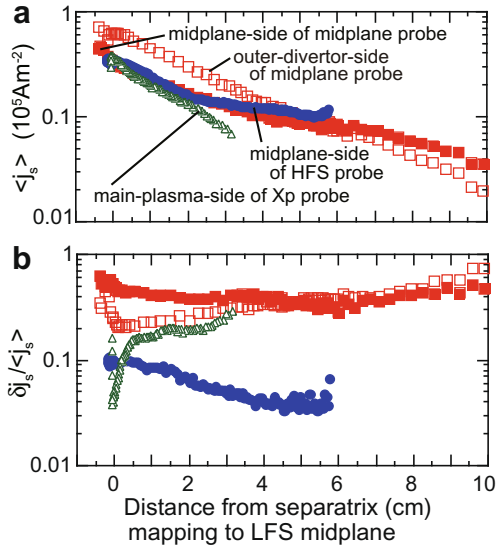 a
1
midplane-side of midplane probe
outer-divertor-side
of midplane probe
<js> (10⁵Am⁻²)
0.1
midplane-side
of HFS probe
main-plasma-side of Xp probe
0.01
b
1
δjs/<js>
0.1
0.01
0 2 4 6 8 10
Distance from separatrix (cm)
mapping to LFS midplane